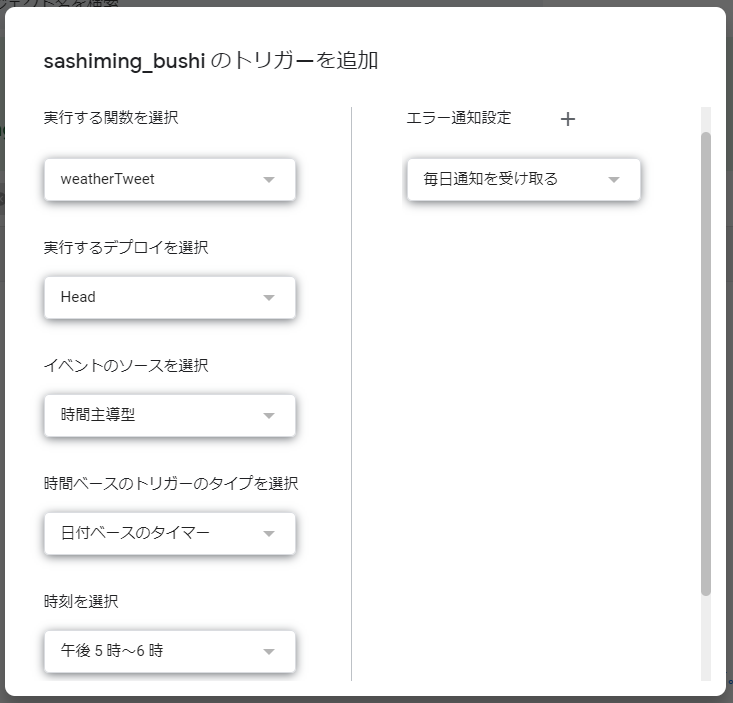 sashiming_bushi のトリガーを追加
実行する関数を選択
weatherTweet
実行するデプロイを選択
Head
イベントのソースを選択
時間主導型
時間ベースのトリガーのタイプを選択
日付ベースのタイマー
時刻を選択
午後 5 時～6 時
エラー通知設定 +
毎日通知を受け取る